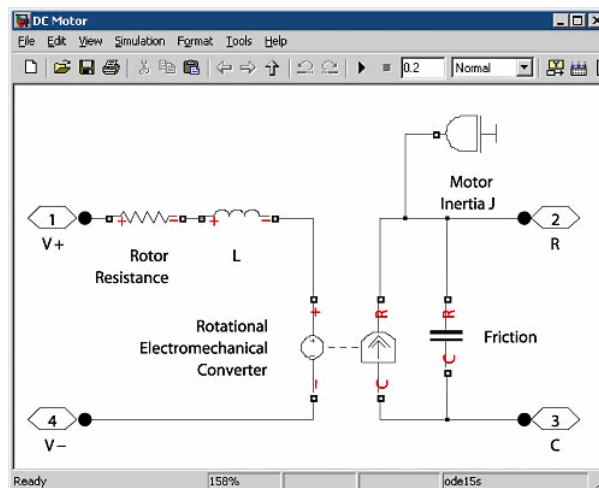 DC Motor
File Edit View Simulation Format Tools Help
0.2 Normal
Motor
Inertia J
1
V+
+ -
Rotor
Resistance
+ -
L
2
R
+
R
R
Rotational
Electromechanical
Converter
Friction
-
C
C
4
V-
3
C
Ready 158% ode15s